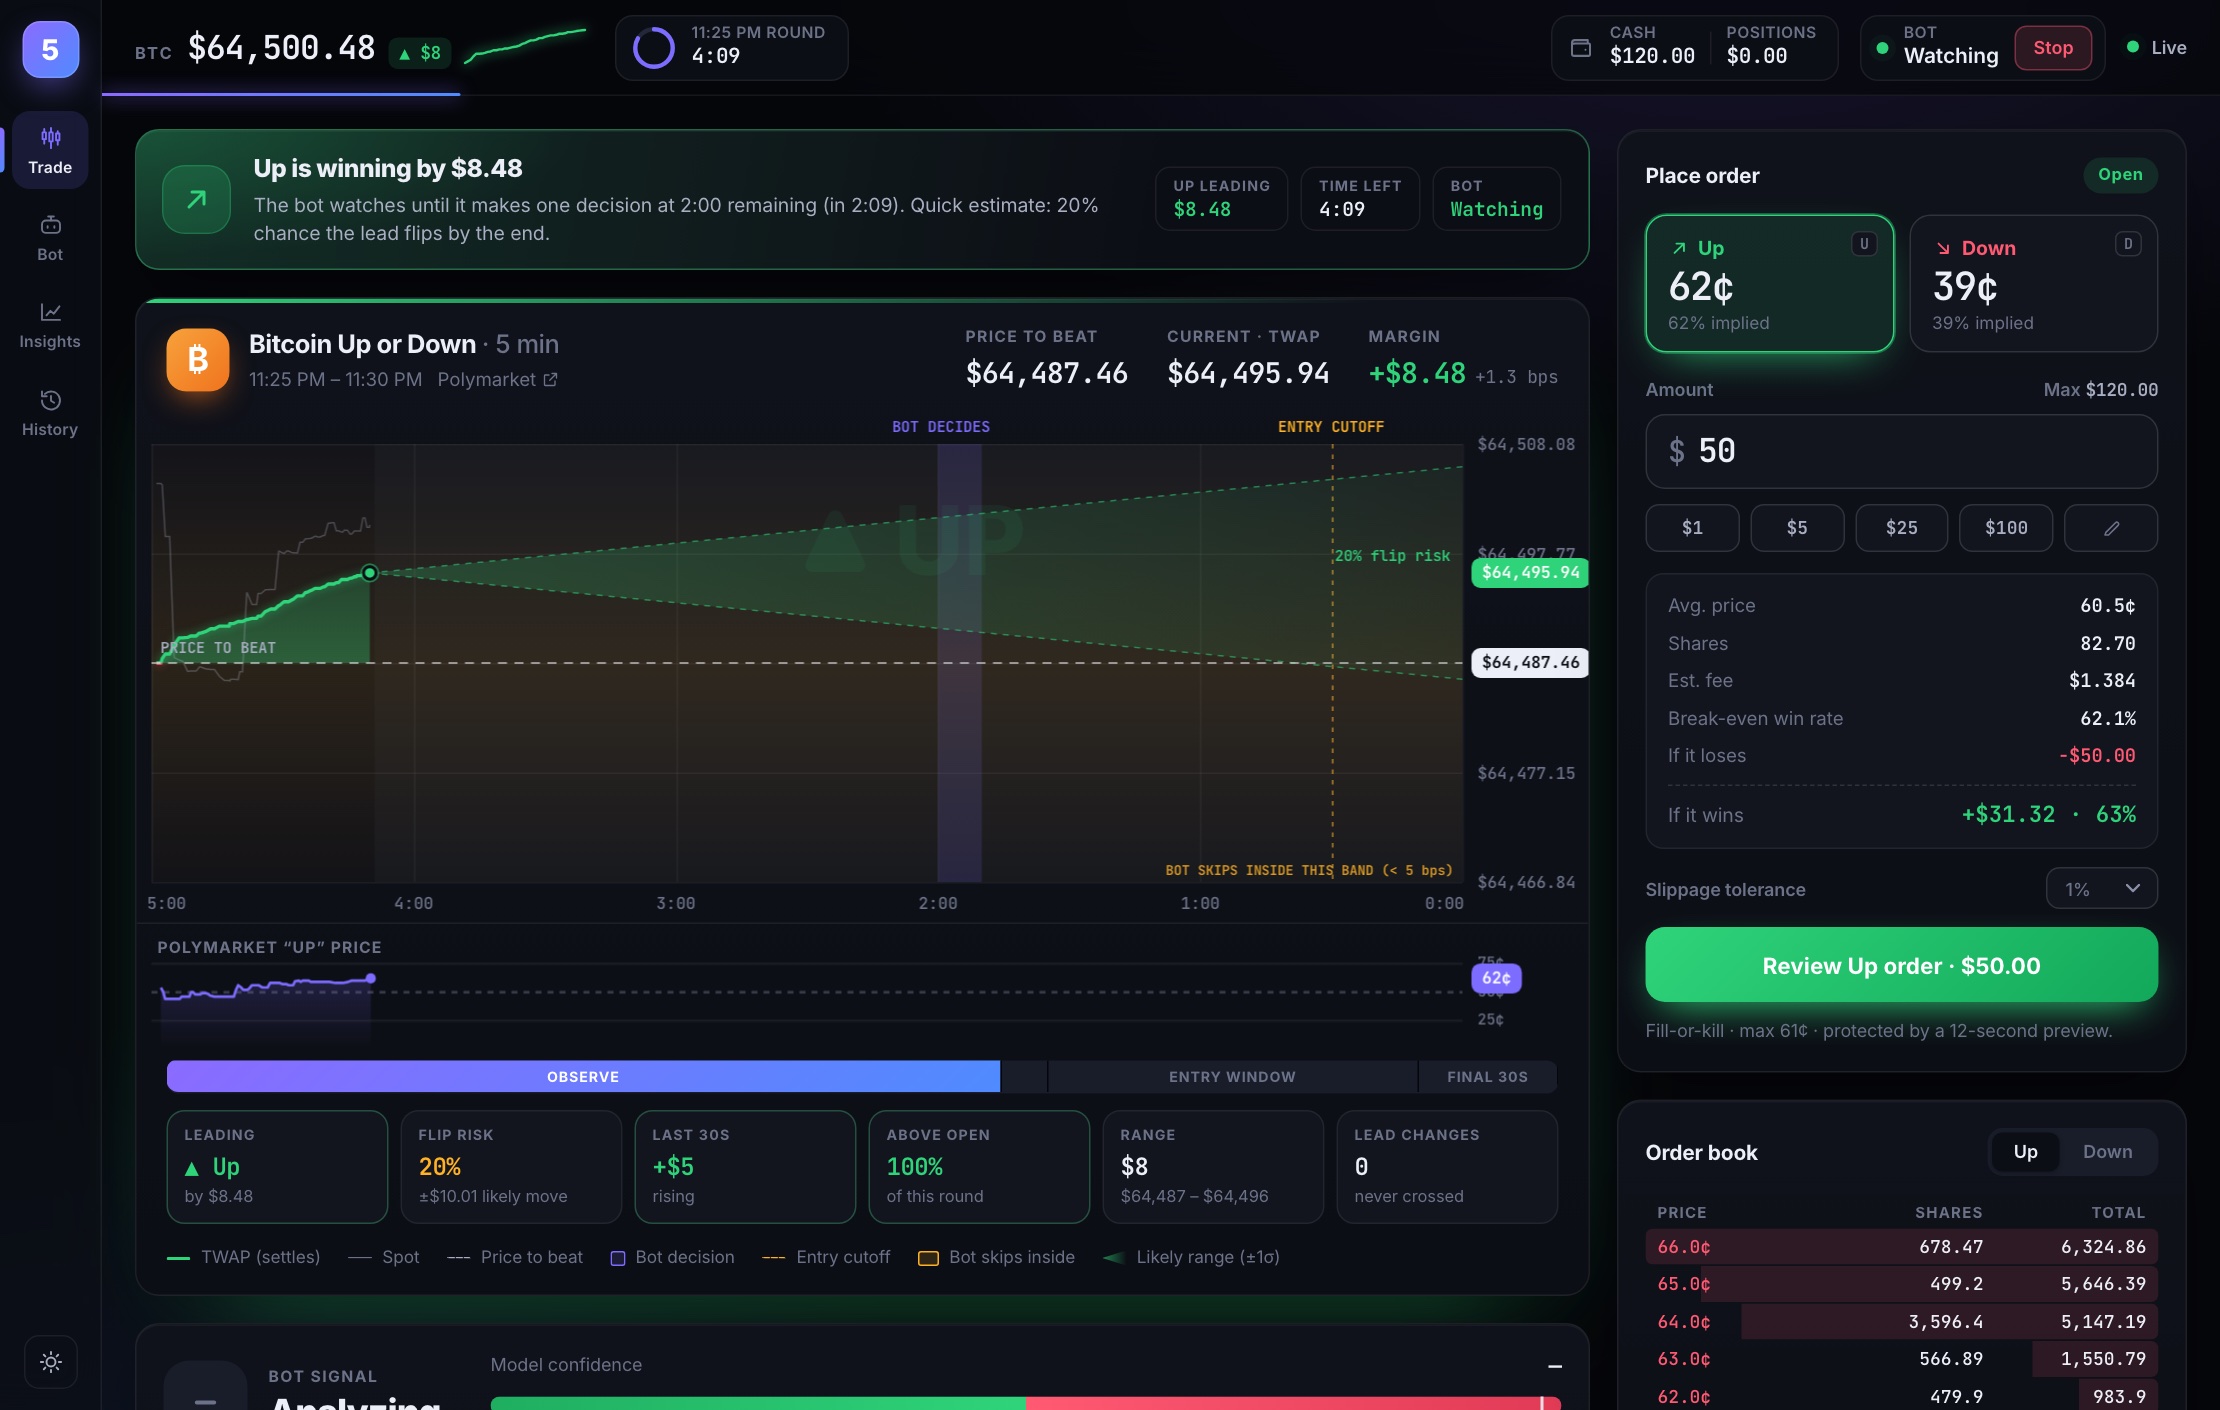 5
BTC $64,500.48 ▲ $8
11:25 PM ROUND
4:09
CASH
$120.00
POSITIONS
$0.00
BOT
Watching
Stop
Live
Trade
Bot
Insights
History
Up is winning by $8.48
The bot watches until it makes one decision at 2:00 remaining (in 2:09). Quick estimate: 20%
chance the lead flips by the end.
UP LEADING
$8.48
TIME LEFT
4:09
BOT
Watching
Bitcoin Up or Down · 5 min
11:25 PM – 11:30 PM Polymarket
PRICE TO BEAT
$64,487.46
CURRENT · TWAP
$64,495.94
MARGIN
+$8.48 +1.3 bps
BOT DECIDES
ENTRY CUTOFF
$64,508.08
▲ UP
20% flip risk
$64,497.77
$64,495.94
PRICE TO BEAT
$64,487.46
$64,477.15
BOT SKIPS INSIDE THIS BAND (< 5 bps)
$64,466.84
5:00 4:00 3:00 2:00 1:00 0:00
POLYMARKET “UP” PRICE
75¢
62¢
25¢
OBSERVE
ENTRY WINDOW
FINAL 30S
LEADING
▲ Up
by $8.48
FLIP RISK
20%
±$10.01 likely move
LAST 30S
+$5
rising
ABOVE OPEN
100%
of this round
RANGE
$8
$64,487 – $64,496
LEAD CHANGES
0
never crossed
TWAP (settles) Spot Price to beat Bot decision Entry cutoff Bot skips inside Likely range (±1σ)
BOT SIGNAL
Analyzing
Model confidence –
Place order
Open
Up U
62¢
62% implied
Down D
39¢
39% implied
Amount Max $120.00
$ 50
$1 $5 $25 $100
Avg. price 60.5¢
Shares 82.70
Est. fee $1.384
Break-even win rate 62.1%
If it loses -$50.00
If it wins +$31.32 · 63%
Slippage tolerance 1%
Review Up order · $50.00
Fill-or-kill · max 61¢ · protected by a 12-second preview.
Order book
Up Down
PRICE SHARES TOTAL
66.0¢ 678.47 6,324.86
65.0¢ 499.2 5,646.39
64.0¢ 3,596.4 5,147.19
63.0¢ 566.89 1,550.79
62.0¢ 479.9 983.9